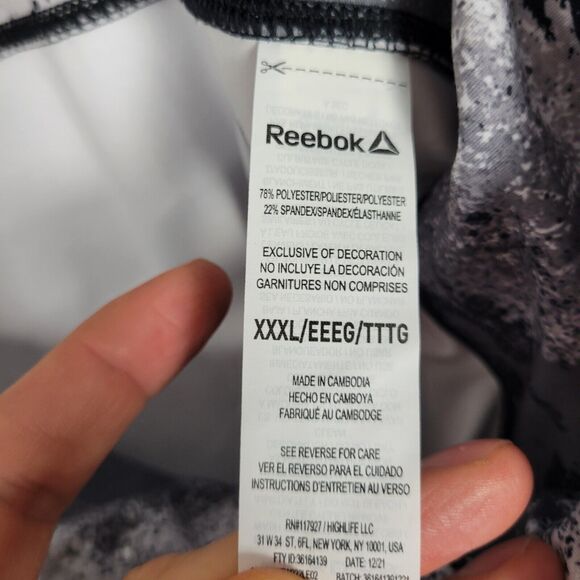 Reebok
78% POLYESTER/POLIESTER/POLYESTER
22% SPANDEX/SPANDEX/ÉLASTHANNE
EXCLUSIVE OF DECORATION
NO INCLUYE LA DECORACIÓN
GARNITURES NON COMPRISES
XXXL/EEEG/TTTG
MADE IN CAMBODIA
HECHO EN CAMBOYA
FABRIQUÉ AU CAMBODGE
SEE REVERSE FOR CARE
VER EL REVERSO PARA EL CUIDADO
INSTRUCTIONS D'ENTRETIEN AU VERSO
RN#117927 / HIGHLIFE LLC
31 W 34 ST, 6FL, NEW YORK, NY 10001, USA
FTY ID:36164139 DATE: 12/21